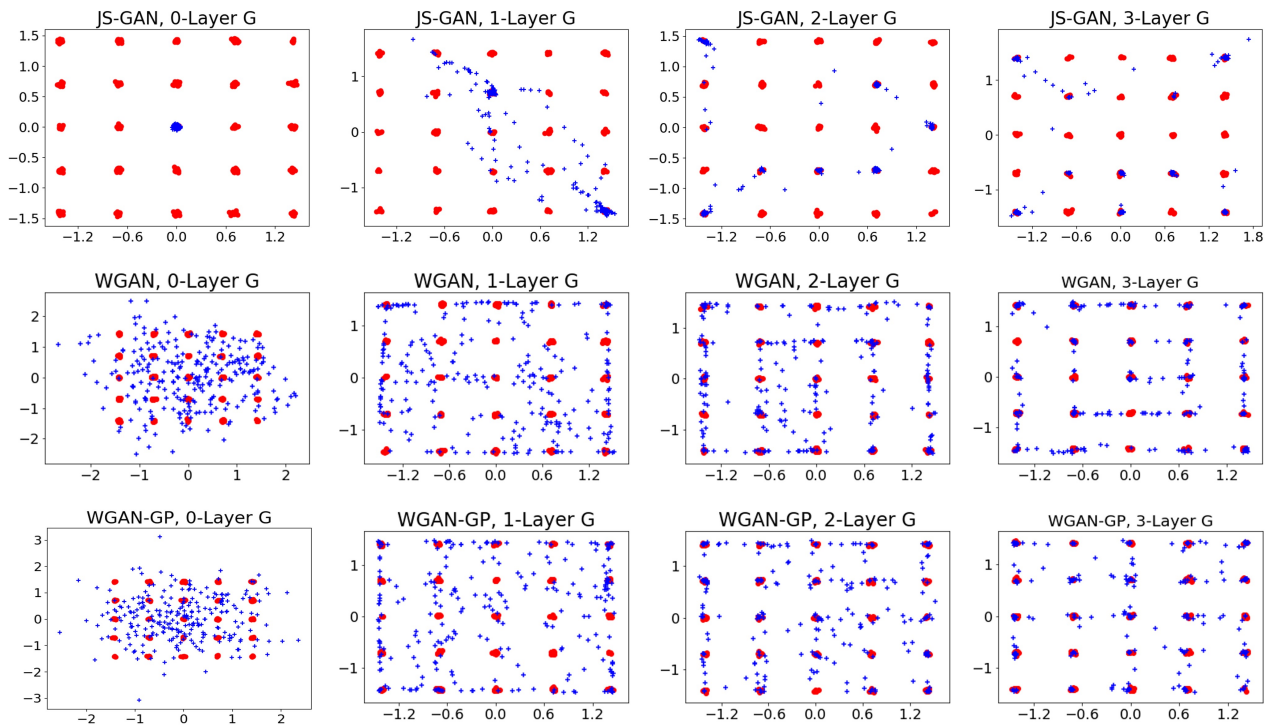 JS-GAN, 0-Layer G
JS-GAN, 1-Layer G
JS-GAN, 2-Layer G
JS-GAN, 3-Layer G
1.5
1.0
0.5
0.0
−0.5
−1.0
−1.5
−1.2 −0.6 0.0 0.6 1.2
1
0
−1
−1.2 −0.6 0.0 0.6 1.2
1.5
1.0
0.5
0.0
−0.5
−1.0
−1.5
−1.2 −0.6 0.0 0.6 1.2
1
0
−1
−1.2 −0.6 0.0 0.6 1.2 1.8
WGAN, 0-Layer G
WGAN, 1-Layer G
WGAN, 2-Layer G
WGAN, 3-Layer G
2
1
0
−1
−2
−2 −1 0 1 2
1
0
−1
−1.2 −0.6 0.0 0.6 1.2
1
0
−1
−1.2 −0.6 0.0 0.6 1.2
1
0
−1
−1.2 −0.6 0.0 0.6 1.2
WGAN-GP, 0-Layer G
WGAN-GP, 1-Layer G
WGAN-GP, 2-Layer G
WGAN-GP, 3-Layer G
3
2
1
0
−1
−2
−3
−2 −1 0 1 2
1
0
−1
−1.2 −0.6 0.0 0.6 1.2
1
0
−1
−1.2 −0.6 0.0 0.6 1.2
1
0
−1
−1.2 −0.6 0.0 0.6 1.2